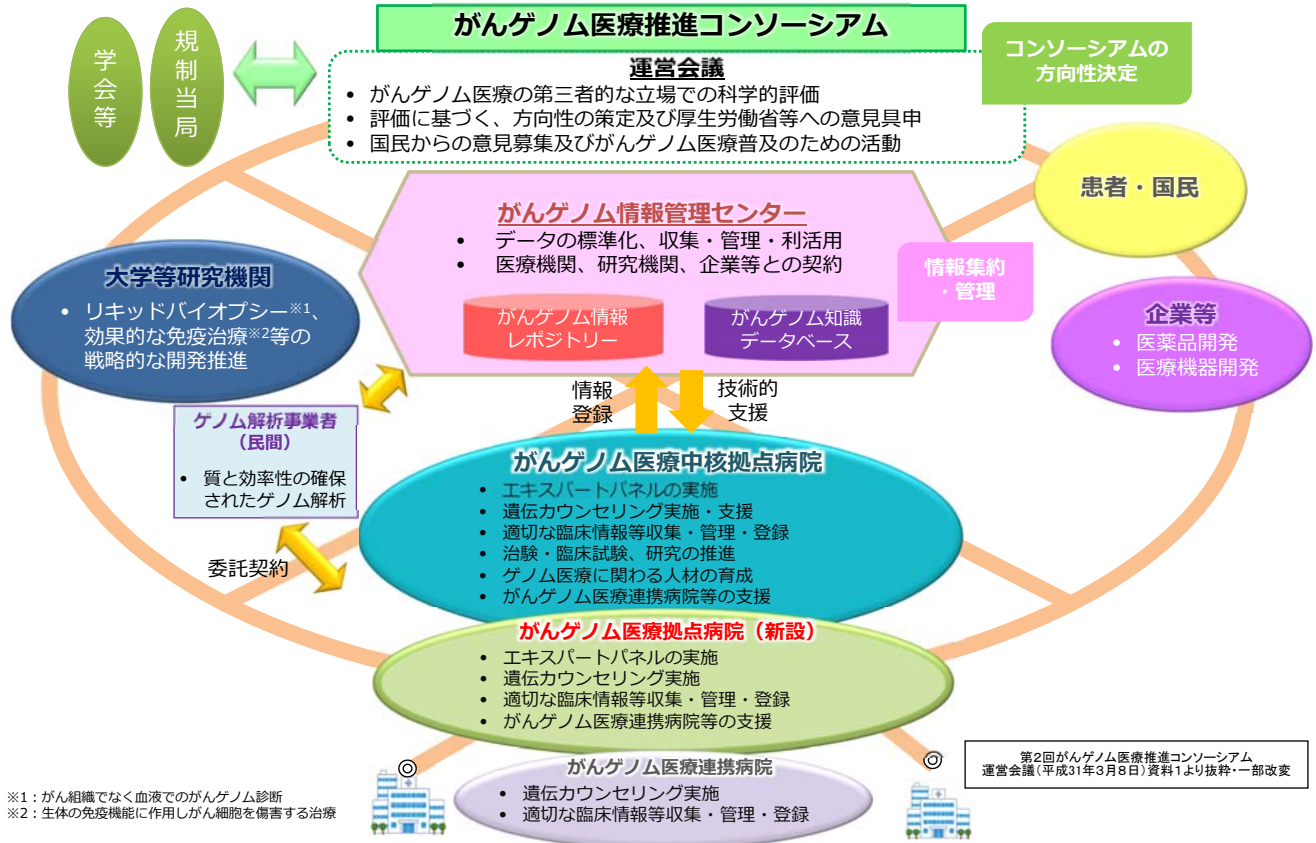 がんゲノム医療推進コンソーシアム
学会等
規制当局
運営会議
• がんゲノム医療の第三者的な立場での科学的評価
• 評価に基づく、方向性の策定及び厚生労働省等への意見具申
• 国民からの意見募集及びがんゲノム医療普及のための活動
コンソーシアムの
方向性決定
患者・国民
がんゲノム情報管理センター
• データの標準化、収集・管理・利活用
• 医療機関、研究機関、企業等との契約
情報集約
・管理
がんゲノム情報
レポジトリー
がんゲノム知識
データベース
大学等研究機関
• リキッドバイオプシー※1、
効果的な免疫治療※2等の
戦略的な開発推進
企業等
• 医薬品開発
• 医療機器開発
情報
登録
技術的
支援
ゲノム解析事業者
（民間）
• 質と効率性の確保
されたゲノム解析
委託契約
がんゲノム医療中核拠点病院
• エキスパートパネルの実施
• 遺伝カウンセリング実施・支援
• 適切な臨床情報等収集・管理・登録
• 治験・臨床試験、研究の推進
• ゲノム医療に関わる人材の育成
• がんゲノム医療連携病院等の支援
がんゲノム医療拠点病院（新設）
• エキスパートパネルの実施
• 遺伝カウンセリング実施
• 適切な臨床情報等収集・管理・登録
• がんゲノム医療連携病院等の支援
がんゲノム医療連携病院
• 遺伝カウンセリング実施
• 適切な臨床情報等収集・管理・登録
◎
◎
第2回がんゲノム医療推進コンソーシアム
運営会議(平成31年3月8日)資料1より抜粋・一部改変
※1：がん組織でなく血液でのがんゲノム診断
※2：生体の免疫機能に作用しがん細胞を傷害する治療